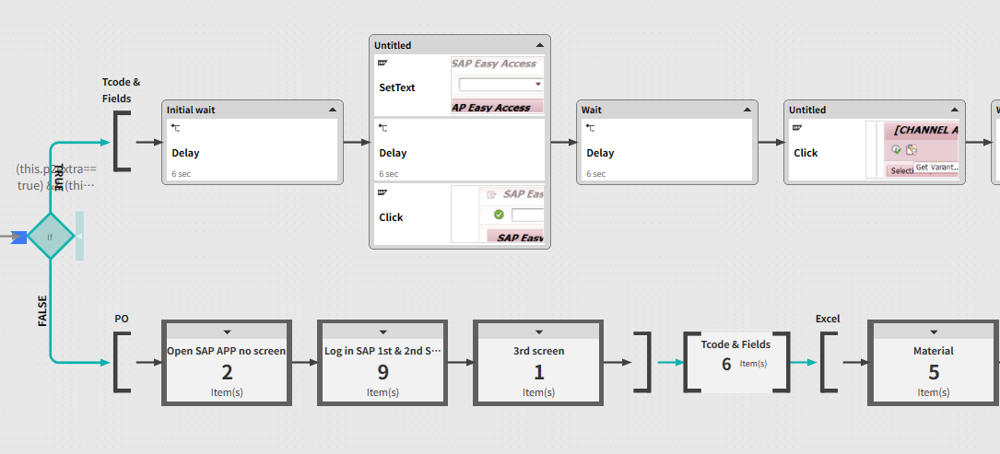 Untitled
SAP Easy Access
SetText
AP Easy Access
Delay
6 sec
Click
SAP Eas
SAP Easy
Tcode &
Fields
Initial wait
Delay
6 sec
Wait
Delay
6 sec
Untitled
[CHANNEL A
Click
Selecti
Get Variant...
W
(this.p2
xtra==
true) &
(thi...
TRUE
If
FALSE
PO
Open SAP APP no screen
2
Item(s)
Log in SAP 1st & 2nd S...
9
Item(s)
3rd screen
1
Item(s)
Tcode & Fields
6 Item(s)
Excel
Material
5
Item(s)